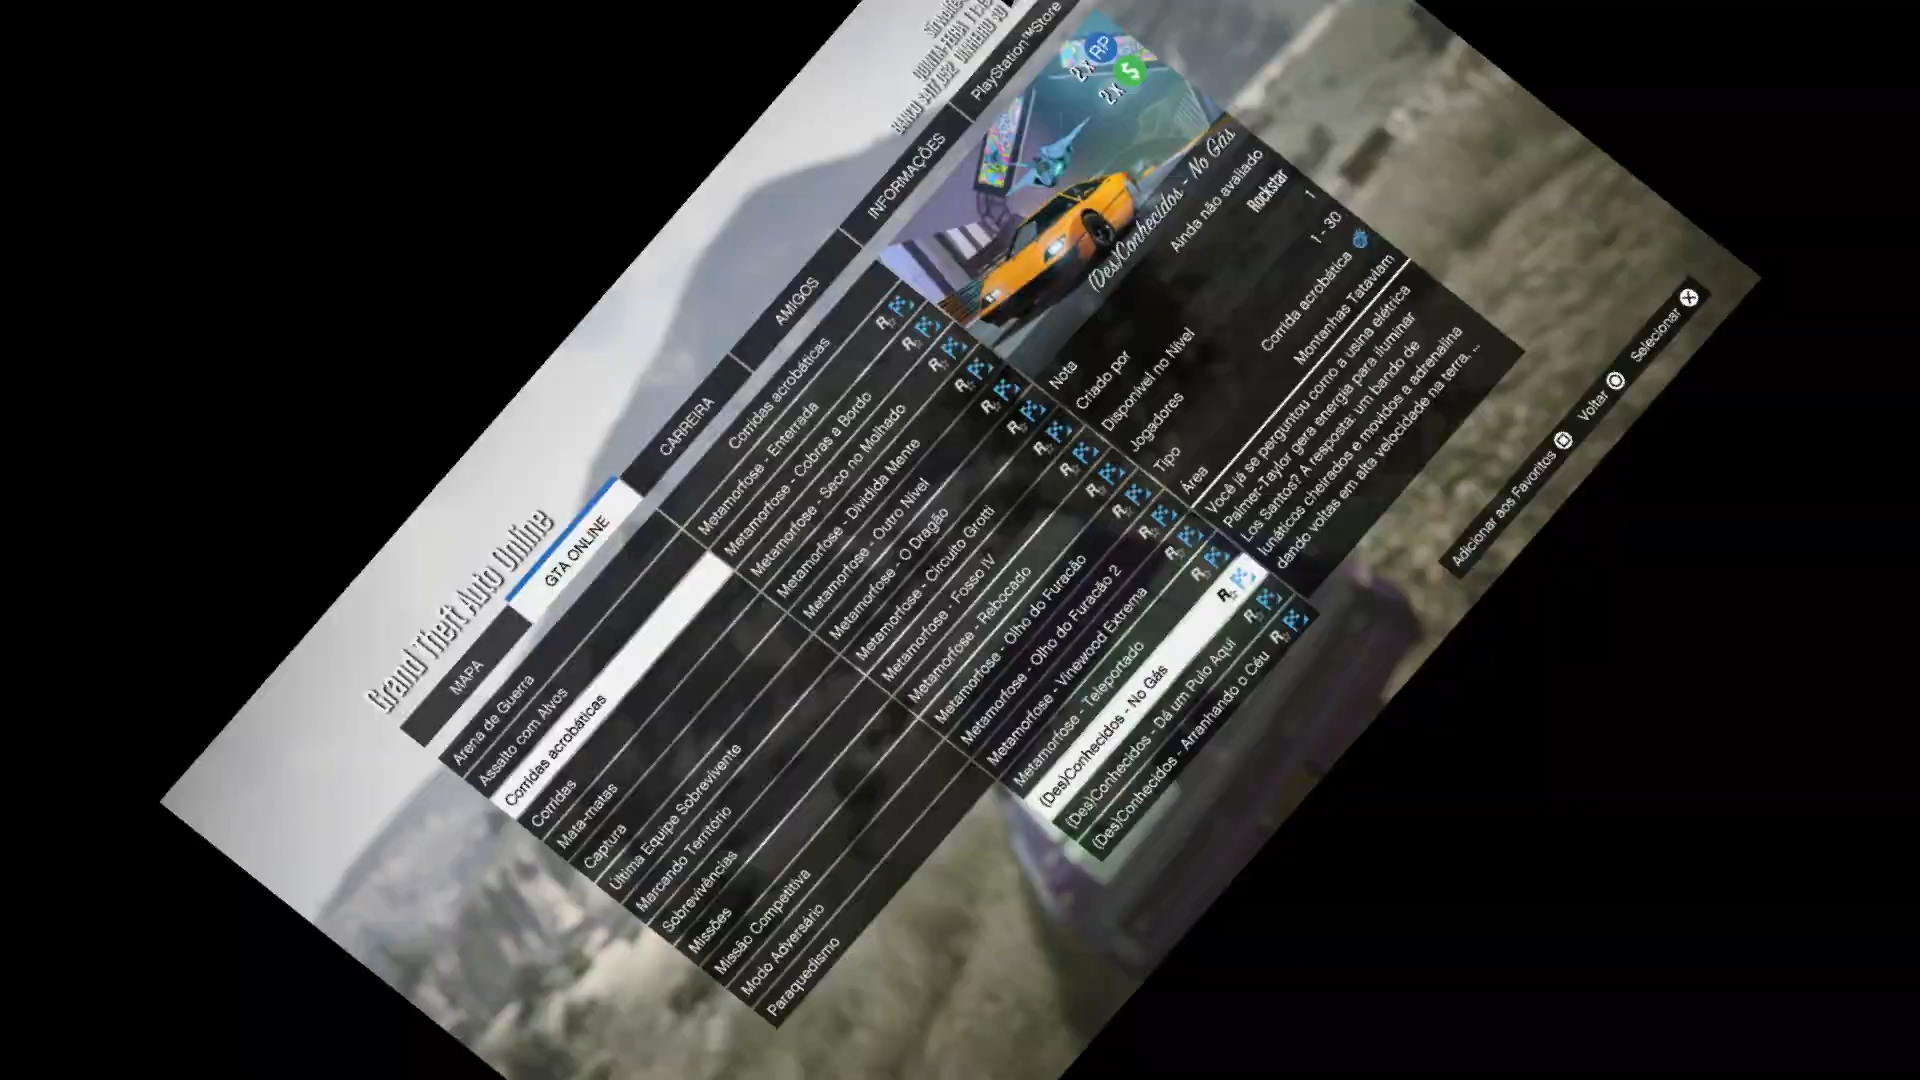 Grand Theft Auto Online
QUINTA-FEIRA
BANCO DINHEIRO $0
MAPA
GTA ONLINE
CARREIRA
AMIGOS
INFORMAÇÕES
PlayStation™Store
Arena de Guerra
Assalto com Alvos
Corridas acrobáticas
Corridas
Mata-matas
Captura
Última Equipe Sobrevivente
Marcando Território
Sobrevivências
Missões
Missão Competitiva
Modo Adversário
Paraquedismo
Corridas acrobáticas
Metamorfose - Enterrada
Metamorfose - Cobras a Bordo
Metamorfose - Seco no Molhado
Metamorfose - Dividida Mente
Metamorfose - Outro Nível
Metamorfose - O Dragão
Metamorfose - Circuito Grotti
Metamorfose - Fosso IV
Metamorfose - Rebocado
Metamorfose - Olho do Furacão
Metamorfose - Olho do Furacão 2
Metamorfose - Vinewood Extrema
Metamorfose - Teleportado
(Des)Conhecidos - No Gás
(Des)Conhecidos - Dá um Pulo Aqui
(Des)Conhecidos - Arranhando o Céu
2x RP
2x $
(Des)Conhecidos - No Gás
Nota Ainda não avaliado
Criado por Rockstar
Disponível no Nível 1
Jogadores 1 - 30
Tipo Corrida acrobática
Área Montanhas Tataviam
Você já se perguntou como a usina elétrica
Palmer-Taylor gera energia para iluminar
Los Santos? A resposta: um bando de
lunáticos cheirados e movidos a adrenalina
dando voltas em alta velocidade na terra. ...
Adicionar aos Favoritos Voltar Selecionar